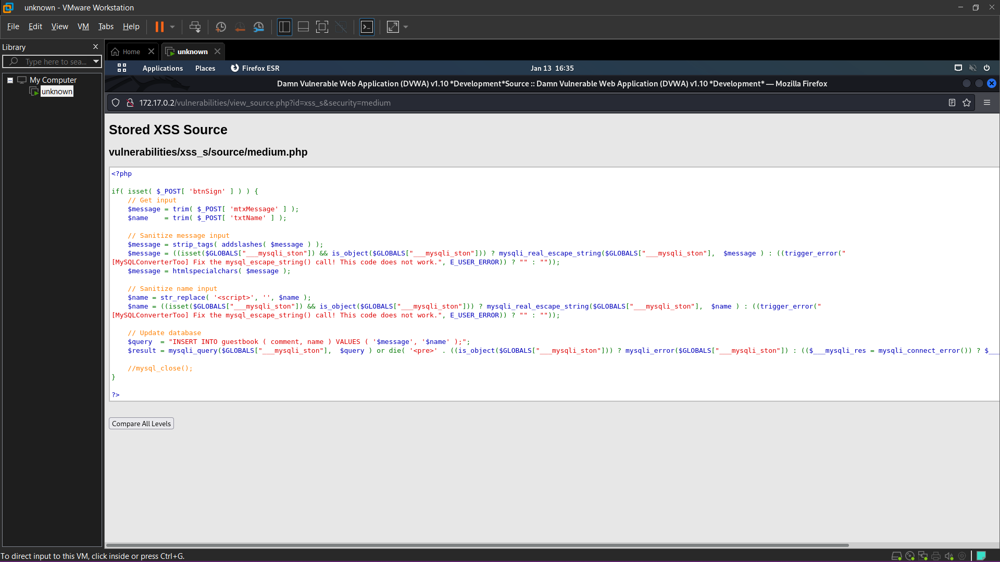 unknown - VMware Workstation
File Edit View VM Tabs Help
Library
Type here to sea...
My Computer
unknown
Home
unknown
Applications Places Firefox ESR
Jan 13 16:35
Damn Vulnerable Web Application (DVWA) v1.10 *Development*Source :: Damn Vulnerable Web Application (DVWA) v1.10 *Development* — Mozilla Firefox
172.17.0.2/vulnerabilities/view_source.php?id=xss_s&security=medium
Stored XSS Source
vulnerabilities/xss_s/source/medium.php
<?php
if( isset( $_POST[ 'btnSign' ] ) ) {
// Get input
$message = trim( $_POST[ 'mtxMessage' ] );
$name    = trim( $_POST[ 'txtName' ] );
// Sanitize message input
$message = strip_tags( addslashes( $message ) );
$message = ((isset($GLOBALS["___mysqli_ston"]) && is_object($GLOBALS["___mysqli_ston"])) ? mysqli_real_escape_string($GLOBALS["___mysqli_ston"],  $message ) : ((trigger_error("
[MySQLConverterToo] Fix the mysql_escape_string() call! This code does not work.", E_USER_ERROR)) ? "" : ""));
$message = htmlspecialchars( $message );
// Sanitize name input
$name = str_replace( '<script>', '', $name );
$name = ((isset($GLOBALS["___mysqli_ston"]) && is_object($GLOBALS["___mysqli_ston"])) ? mysqli_real_escape_string($GLOBALS["___mysqli_ston"],  $name ) : ((trigger_error("
[MySQLConverterToo] Fix the mysql_escape_string() call! This code does not work.", E_USER_ERROR)) ? "" : ""));
// Update database
$query  = "INSERT INTO guestbook ( comment, name ) VALUES ( '$message', '$name' );";
$result = mysqli_query($GLOBALS["___mysqli_ston"],  $query ) or die( '<pre>' . ((is_object($GLOBALS["___mysqli_ston"])) ? mysqli_error($GLOBALS["___mysqli_ston"]) : (($___mysqli_res = mysqli_connect_error()) ? $___
//mysql_close();
}
?>
Compare All Levels
To direct input to this VM, click inside or press Ctrl+G.